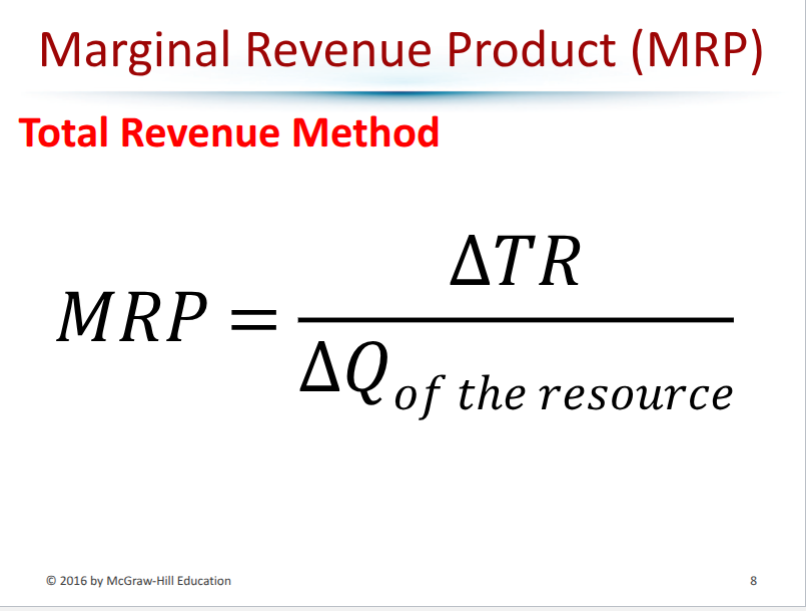 Marginal Revenue Product (MRP)
Total Revenue Method
MRP = ΔTR / ΔQ of the resource
© 2016 by McGraw-Hill Education 8